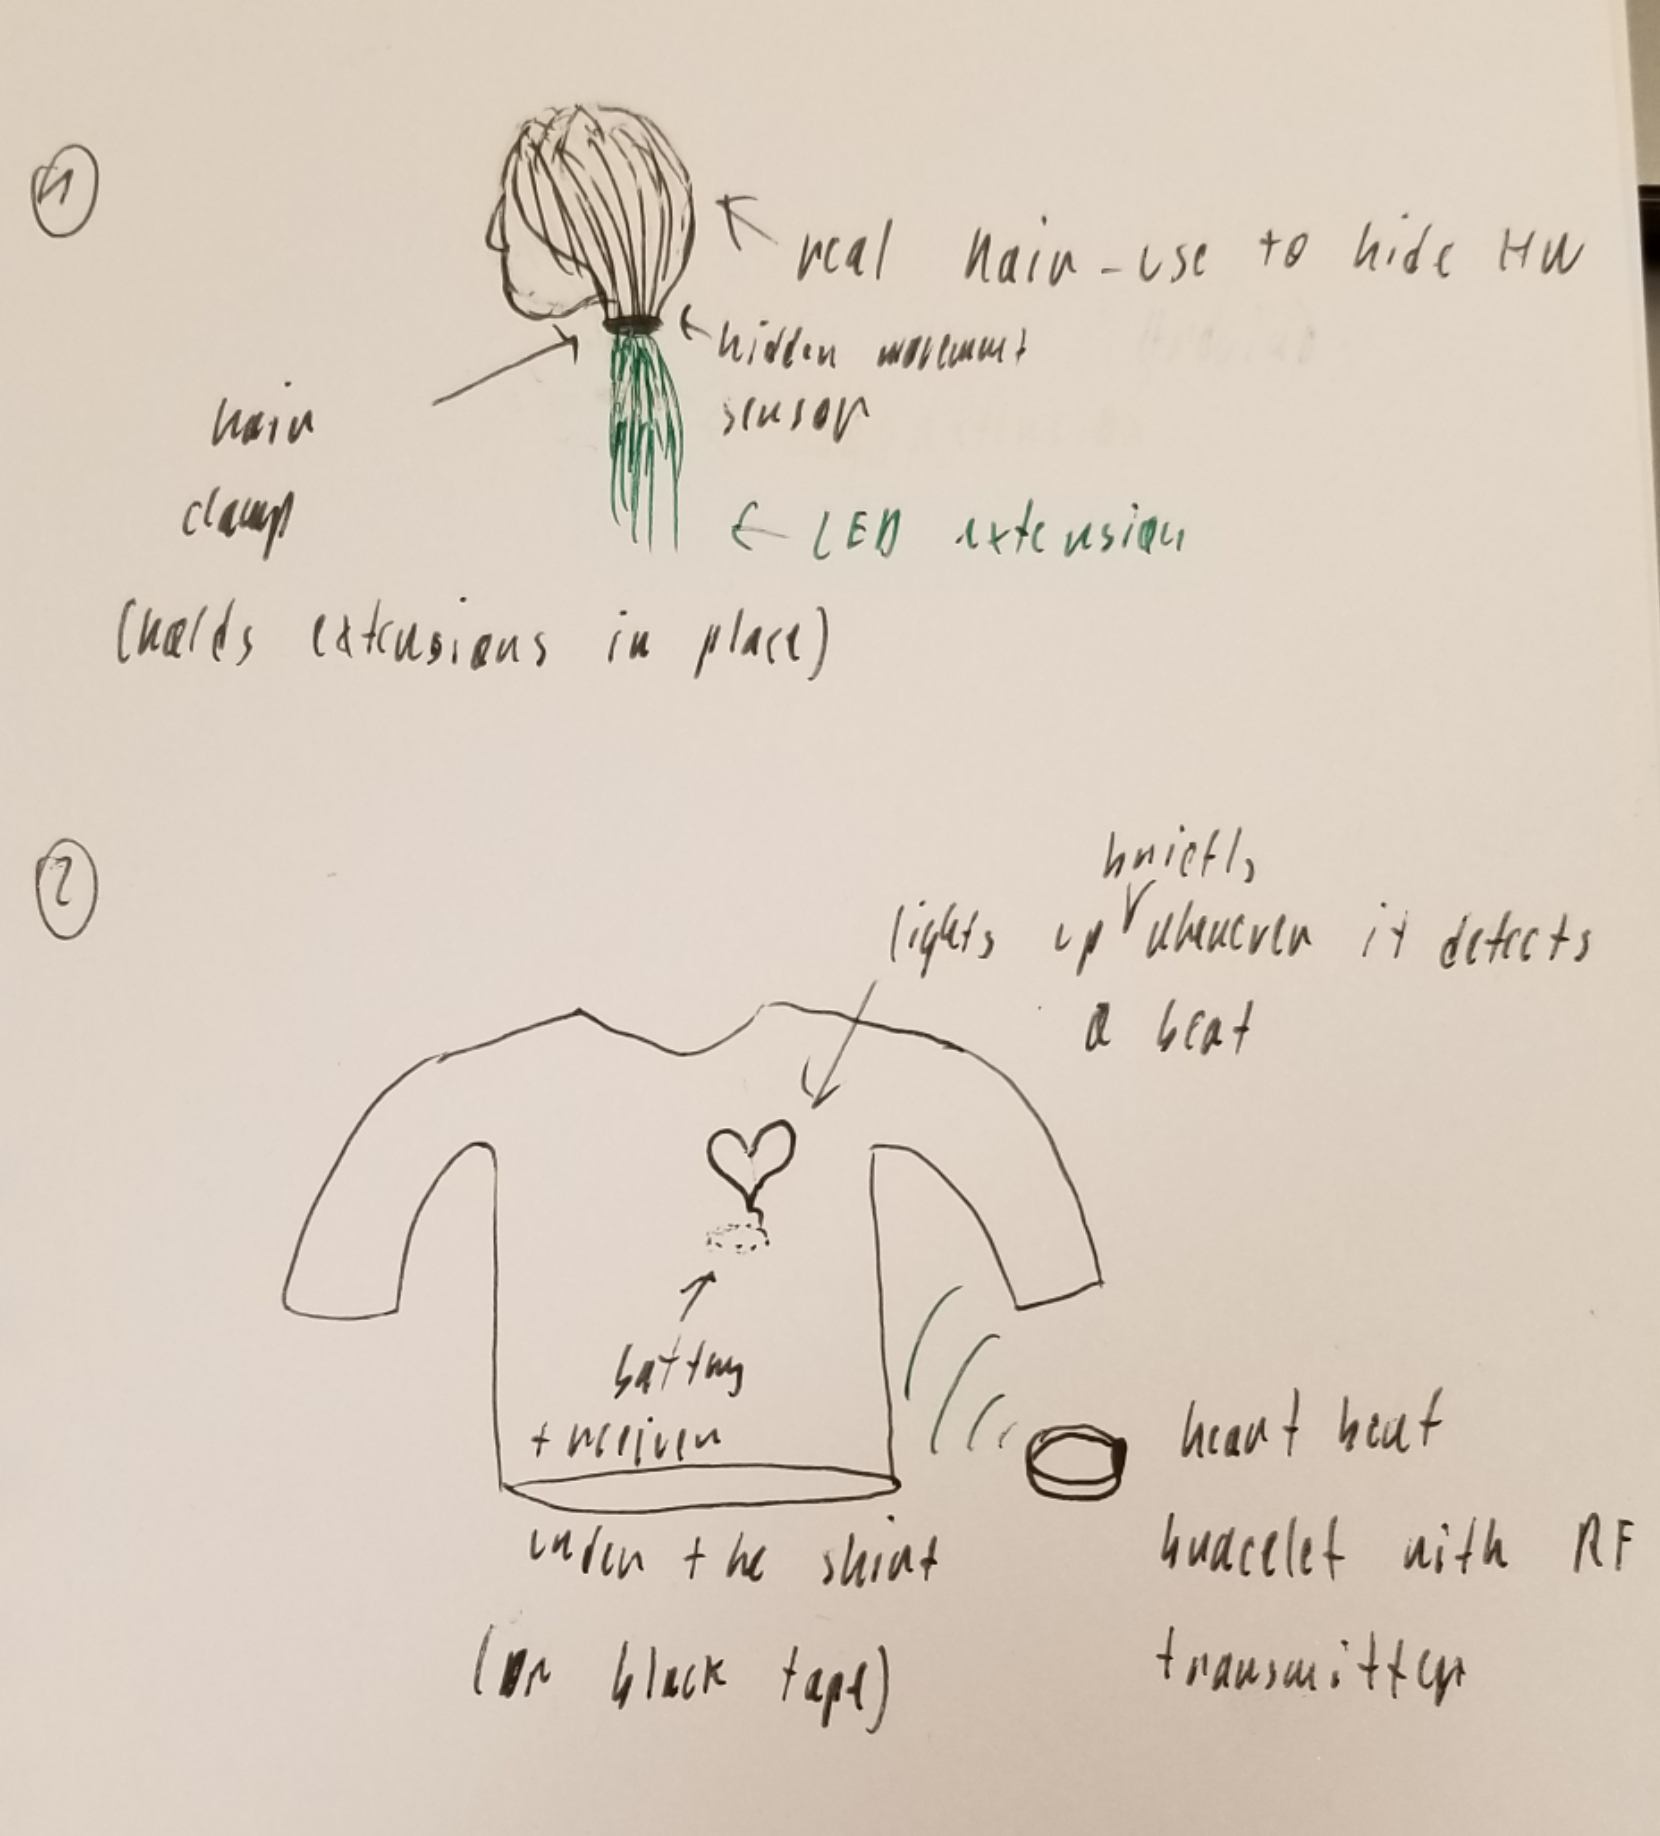 1
real hair - use to hide HW
hidden movement
sensor
hair
clamp
LED extension
(holds extensions in place)
2
briefly
lights up whenever it detects
a beat
battery
+ receiver
under the shirt
(or black tape)
heart beat
bracelet with RF
transmitter